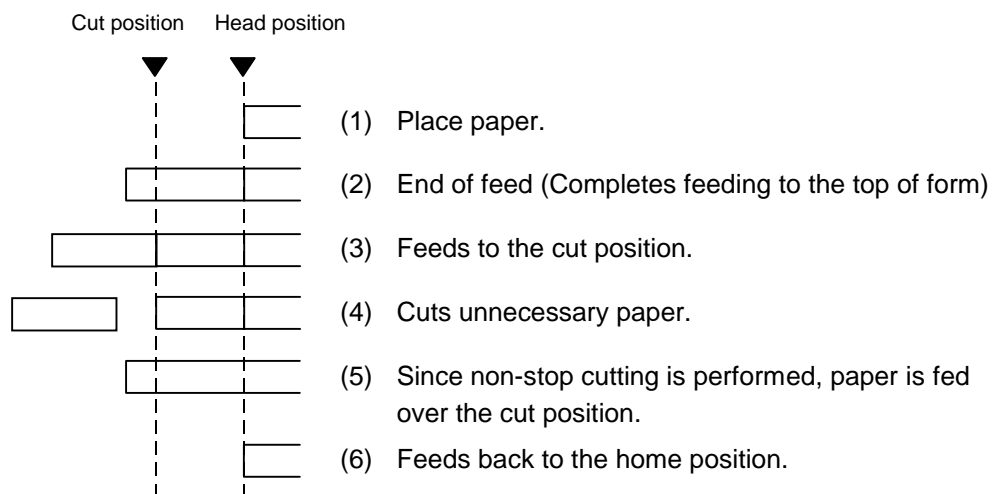 Cut position Head position
(1) Place paper.
(2) End of feed (Completes feeding to the top of form)
(3) Feeds to the cut position.
(4) Cuts unnecessary paper.
(5) Since non-stop cutting is performed, paper is fed
over the cut position.
(6) Feeds back to the home position.